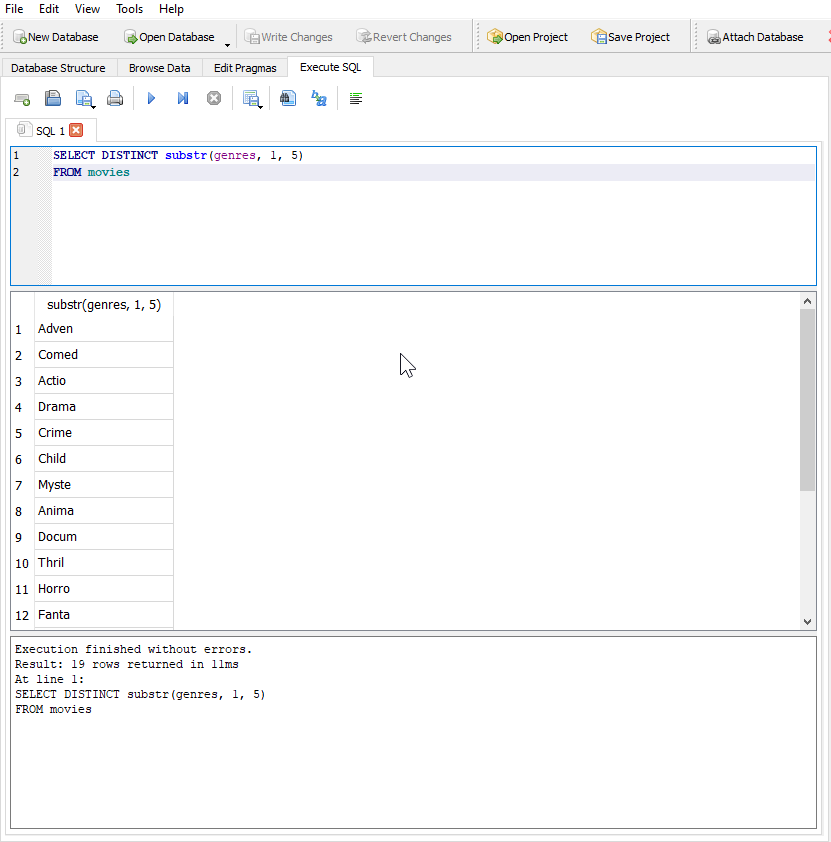 File Edit View Tools Help
New Database Open Database Write Changes Revert Changes Open Project Save Project Attach Database
Database Structure Browse Data Edit Pragmas Execute SQL
SQL 1
1 SELECT DISTINCT substr(genres, 1, 5)
2 FROM movies
substr(genres, 1, 5)
1 Adven
2 Comed
3 Actio
4 Drama
5 Crime
6 Child
7 Myste
8 Anima
9 Docum
10 Thril
11 Horro
12 Fanta
Execution finished without errors.
Result: 19 rows returned in 11ms
At line 1:
SELECT DISTINCT substr(genres, 1, 5)
FROM movies